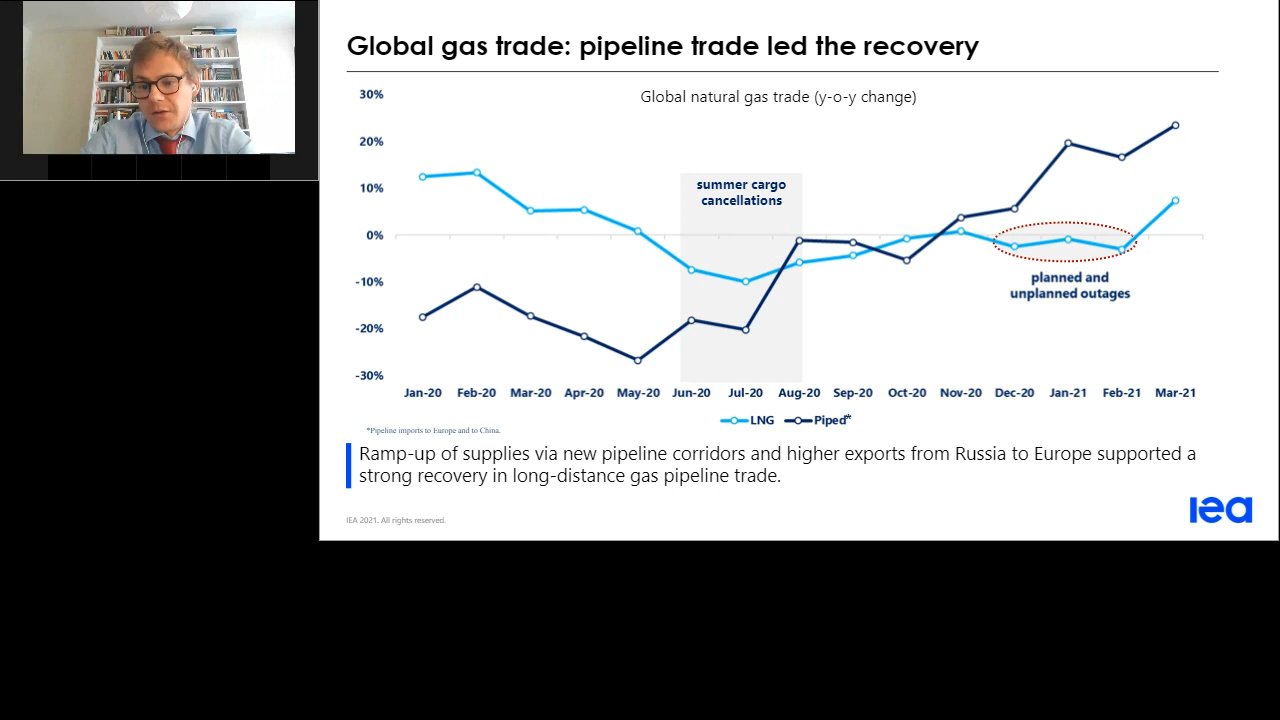 Global gas trade: pipeline trade led the recovery
Global natural gas trade (y-o-y change)
30%
20%
10%
0%
-10%
-20%
-30%
summer cargo
cancellations
planned and
unplanned outages
Jan-20 Feb-20 Mar-20 Apr-20 May-20 Jun-20 Jul-20 Aug-20 Sep-20 Oct-20 Nov-20 Dec-20 Jan-21 Feb-21 Mar-21
LNG Piped*
*Pipeline imports to Europe and to China.
Ramp-up of supplies via new pipeline corridors and higher exports from Russia to Europe supported a
strong recovery in long-distance gas pipeline trade.
IEA 2021. All rights reserved.
iea